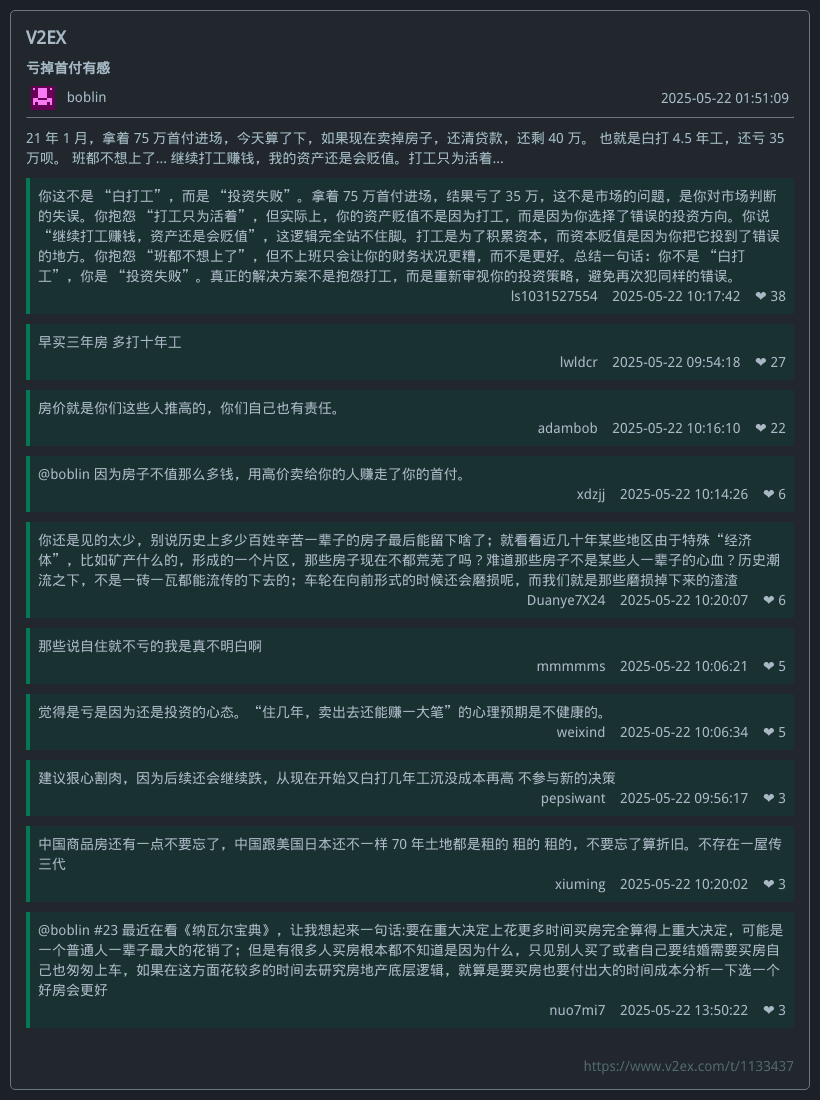 V2EX
亏掉首付有感
boblin
2025-05-22 01:51:09
21 年 1 月，拿着 75 万首付进场，今天算了下，如果现在卖掉房子，还清贷款，还剩 40 万。 也就是白打 4.5 年工，还亏 35
万呗。 班都不想上了... 继续打工赚钱，我的资产还是会贬值。打工只为活着...
你这不是 “白打工” ，而是 “投资失败” 。拿着 75 万首付进场，结果亏了 35 万，这不是市场的问题，是你对市场判断
的失误。你抱怨 “打工只为活着” ，但实际上，你的资产贬值不是因为打工，而是因为你选择了错误的投资方向。你说
“继续打工赚钱，资产还是会贬值” ，这逻辑完全站不住脚。打工是为了积累资本，而资本贬值是因为你把它投到了错误
的地方。你抱怨 “班都不想上了” ，但不上班只会让你的财务状况更糟，而不是更好。总结一句话：你不是 “白打
工” ，你是 “投资失败” 。真正的解决方案不是抱怨打工，而是重新审视你的投资策略，避免再次犯同样的错误。
ls1031527554 2025-05-22 10:17:42 ❤ 38
早买三年房 多打十年工
lwldcr 2025-05-22 09:54:18 ❤ 27
房价就是你们这些人推高的，你们自己也有责任。
adambob 2025-05-22 10:16:10 ❤ 22
@boblin 因为房子不值那么多钱，用高价卖给你的人赚走了你的首付。
xdzjj 2025-05-22 10:14:26 ❤ 6
你还是见的太少，别说历史上多少百姓辛苦一辈子的房子最后能留下啥了；就看看近几十年某些地区由于特殊“经济
体”，比如矿产什么的，形成的一个片区，那些房子现在不都荒芜了吗？难道那些房子不是某些人一辈子的心血？历史潮
流之下，不是一砖一瓦都能流传的下去的；车轮在向前形式的时候还会磨损呢，而我们就是那些磨损掉下来的渣渣
Duanye7X24 2025-05-22 10:20:07 ❤ 6
那些说自住就不亏的我是真不明白啊
mmmmms 2025-05-22 10:06:21 ❤ 5
觉得是亏是因为还是投资的心态。“住几年，卖出去还能赚一大笔”的心理预期是不健康的。
weixind 2025-05-22 10:06:34 ❤ 5
建议狠心割肉，因为后续还会继续跌，从现在开始又白打几年工沉没成本再高 不参与新的决策
pepsiwant 2025-05-22 09:56:17 ❤ 3
中国商品房还有一点不要忘了，中国跟美国日本还不一样 70 年土地都是租的 租的 租的，不要忘了算折旧。不存在一屋传
三代
xiuming 2025-05-22 10:20:02 ❤ 3
@boblin #23 最近在看《纳瓦尔宝典》，让我想起来一句话:要在重大决定上花更多时间买房完全算得上重大决定，可能是
一个普通人一辈子最大的花销了；但是有很多人买房根本都不知道是因为什么，只见别人买了或者自己要结婚需要买房自
己也匆匆上车，如果在这方面花较多的时间去研究房地产底层逻辑，就算是要买房也要付出大的时间成本分析一下选一个
好房会更好
nuo7mi7 2025-05-22 13:50:22 ❤ 3
https://www.v2ex.com/t/1133437